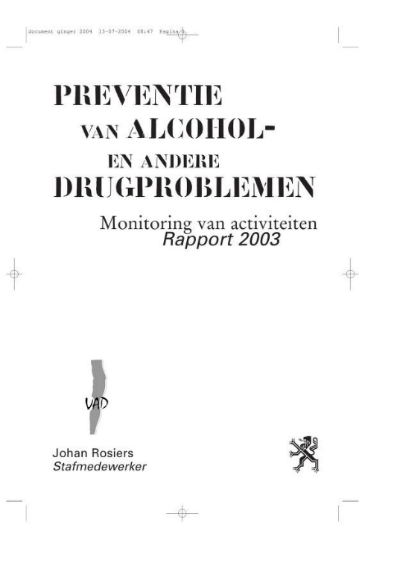 document ginger 2004 13-07-2004 08:47 Pagina
PREVENTIE
VAN ALCOHOL-
EN ANDERE
DRUGPROBLEMEN
Monitoring van activiteiten
Rapport 2003
VAD
Johan Rosiers
Stafmedewerker